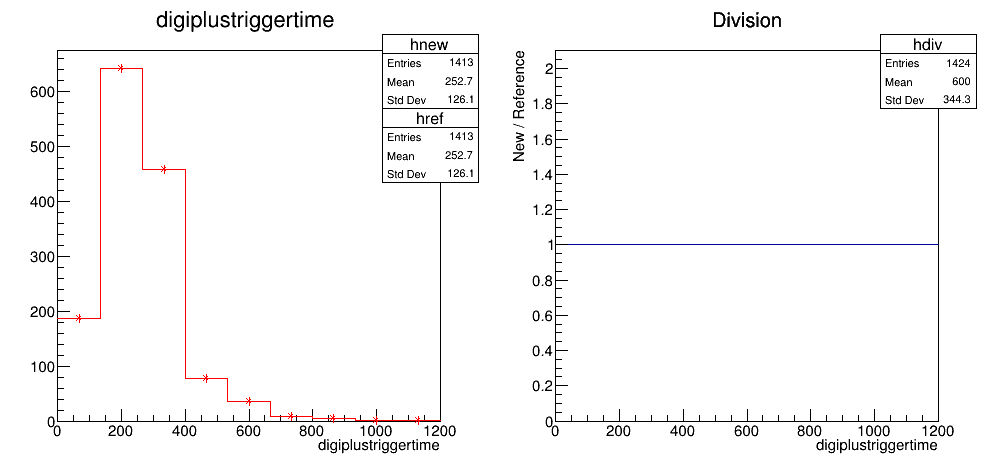 digiplustriggertime
hnew
Entries 1413
Mean 252.7
Std Dev 126.1
href
Entries 1413
Mean 252.7
Std Dev 126.1
600
500
400
300
200
100
0
0 200 400 600 800 1000 1200
digiplustriggertime
Division
hdiv
Entries 1424
Mean 600
Std Dev 344.3
New / Reference
2
1.8
1.6
1.4
1.2
1
0.8
0.6
0.4
0.2
0
0 200 400 600 800 1000 1200
digiplustriggertime